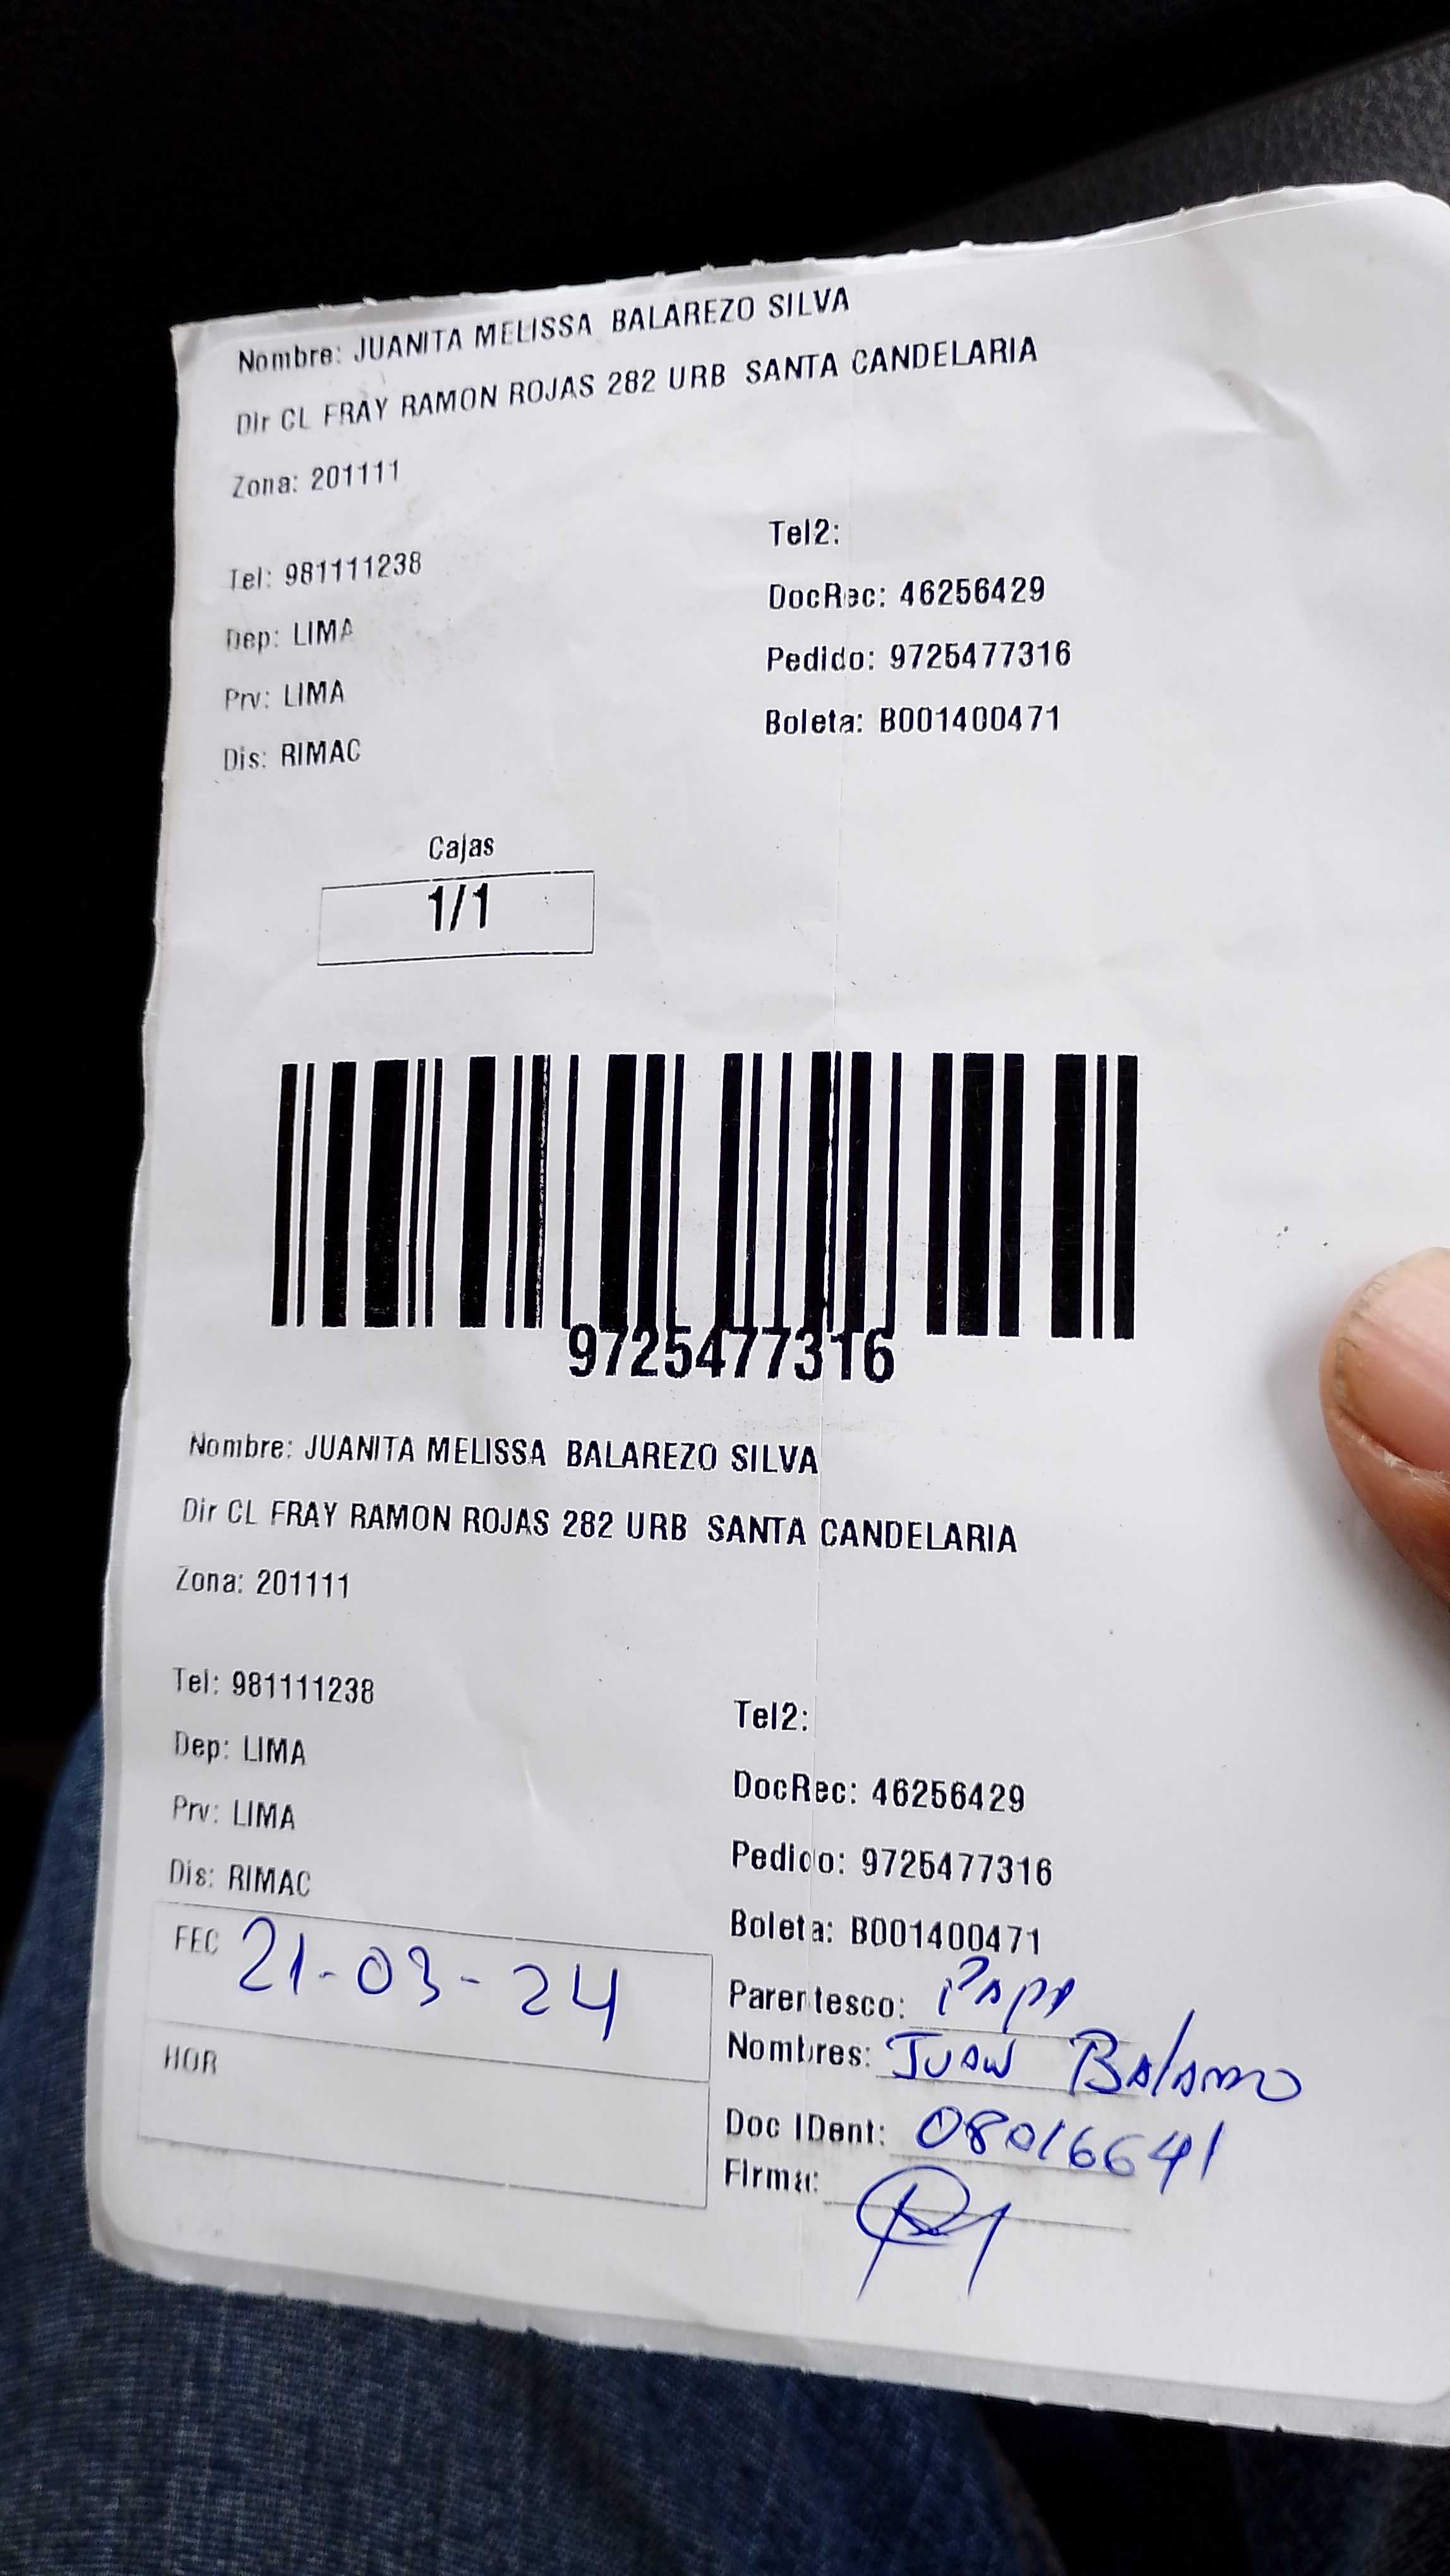 Nombre: JUANITA MELISSA BALAREZO SILVA
Dir CL FRAY RAMON ROJAS 282 URB SANTA CANDELARIA
Zona: 201111
Tel: 981111238
Dep: LIMA
Prv: LIMA
Dis: RIMAC
Tel2:
DocRec: 46256429
Pedido: 9725477316
Boleta: B001400471
Cajas
1/1
9725477316
Nombre: JUANITA MELISSA BALAREZO SILVA
Dir CL FRAY RAMON ROJAS 282 URB SANTA CANDELARIA
Zona: 201111
Tel: 981111238
Dep: LIMA
Prv: LIMA
Dis: RIMAC
Tel2:
DocRec: 46256429
Pedido: 9725477316
Boleta: B001400471
FEC 21-03-24
HOR
Parentesco: PAPA
Nombres: JUAN
Doc IDent: 08016641
Firma: